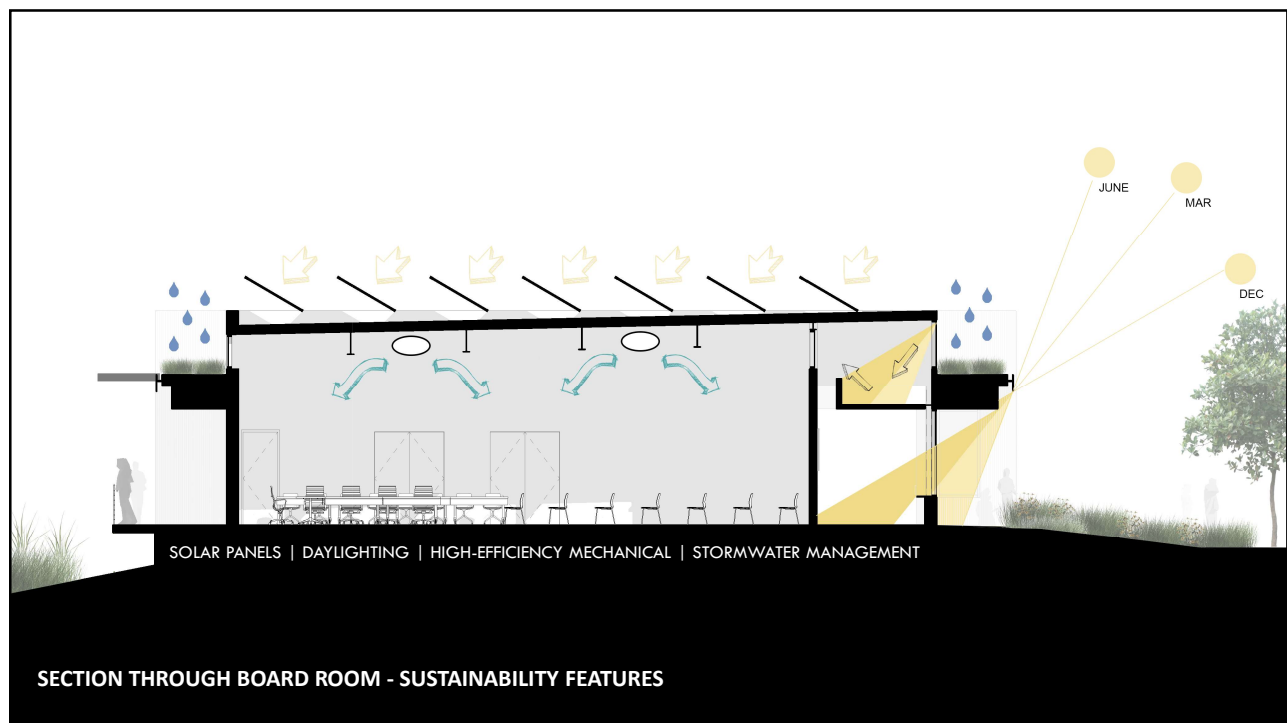 JUNE
MAR
DEC
SOLAR PANELS | DAYLIGHTING | HIGH-EFFICIENCY MECHANICAL | STORMWATER MANAGEMENT
SECTION THROUGH BOARD ROOM - SUSTAINABILITY FEATURES